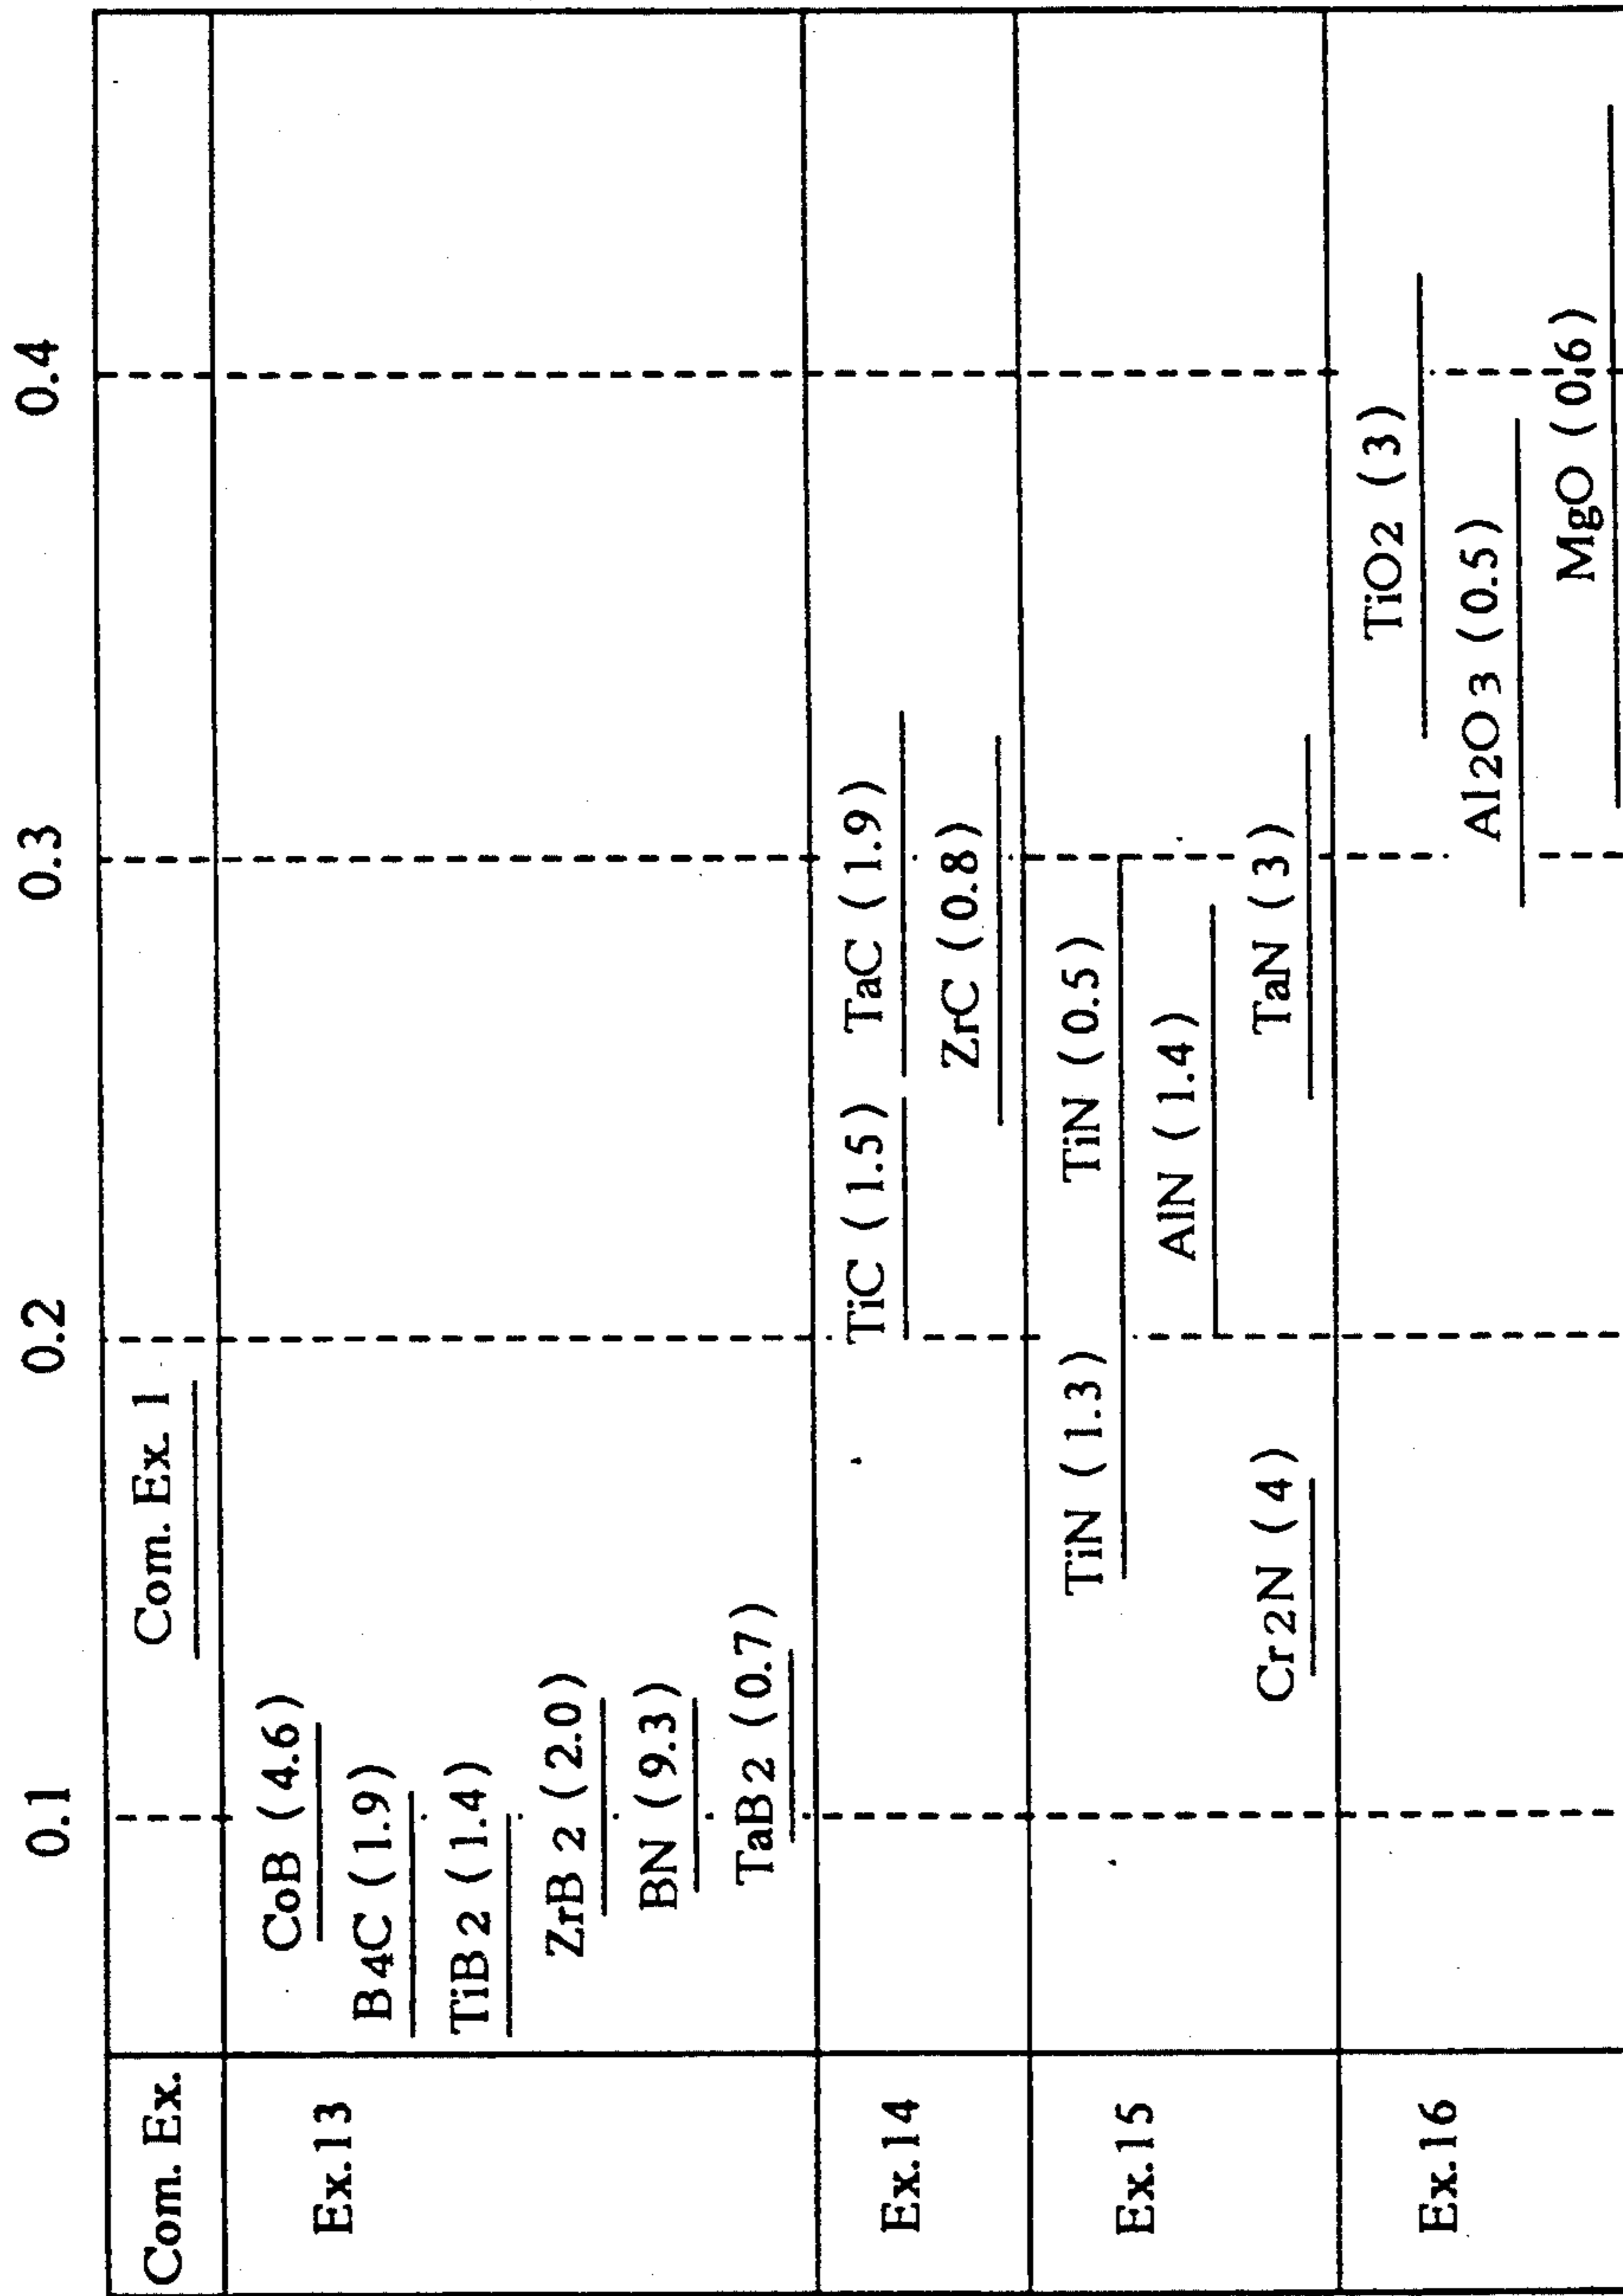 0.1 0.2 0.3 0.4
Com. Ex.
Com. Ex. 1
Ex.13
CoB (4.6)
B4C (1.9)
TiB2 (1.4)
ZrB2 (2.0)
BN (9.3)
TaB2 (0.7)
Ex.14
TiC (1.5) TaC (1.9)
ZrC (0.8)
Ex.15
TiN (1.3) TiN (0.5)
AlN (1.4)
Cr2N (4) TaN (3)
Ex.16
TiO2 (3)
Al2O3 (0.5)
MgO (0.6)